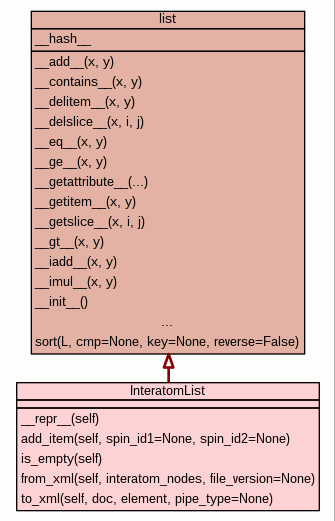 list
__hash__
__add__(x, y)
__contains__(x, y)
__delitem__(x, y)
__delslice__(x, i, j)
__eq__(x, y)
__ge__(x, y)
__getattribute__(...)
__getitem__(x, y)
__getslice__(x, i, j)
__gt__(x, y)
__iadd__(x, y)
__imul__(x, y)
__init__()
...
sort(L, cmp=None, key=None, reverse=False)
InteratomList
__repr__(self)
add_item(self, spin_id1=None, spin_id2=None)
is_empty(self)
from_xml(self, interatom_nodes, file_version=None)
to_xml(self, doc, element, pipe_type=None)